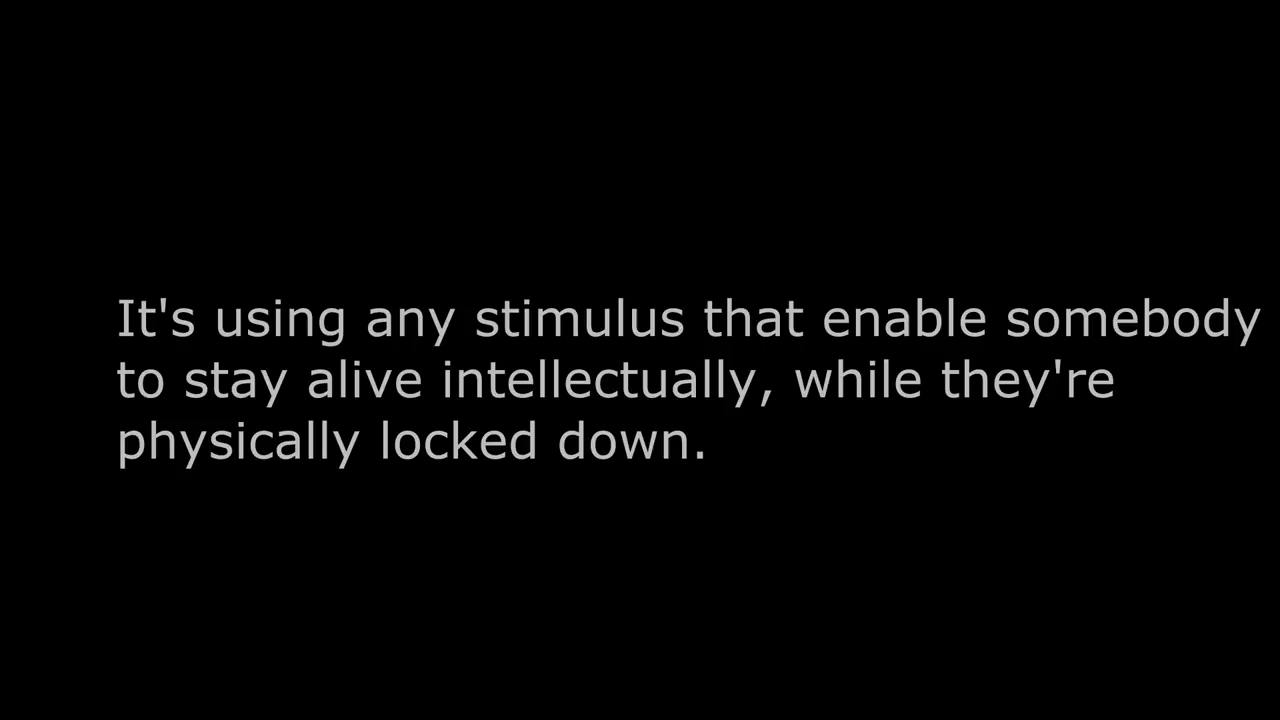 It's using any stimulus that enable somebody
to stay alive intellectually, while they're
physically locked down.